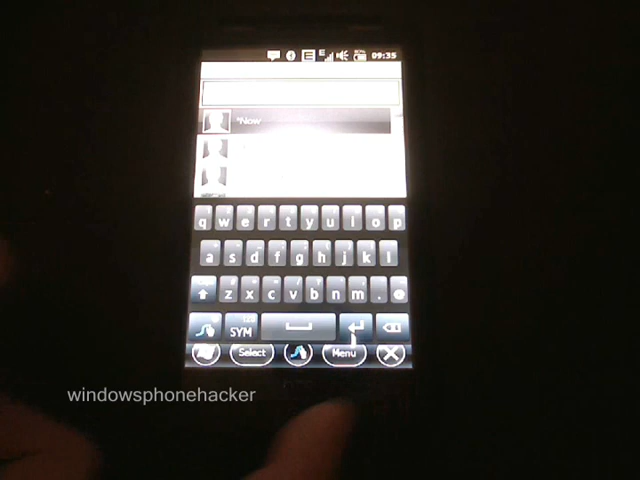 E 09:35
"Now
q w e r t y u i o p
a s d f g h j k l
z x c v b n m .
SYM
Select Menu
windowsphonehacker